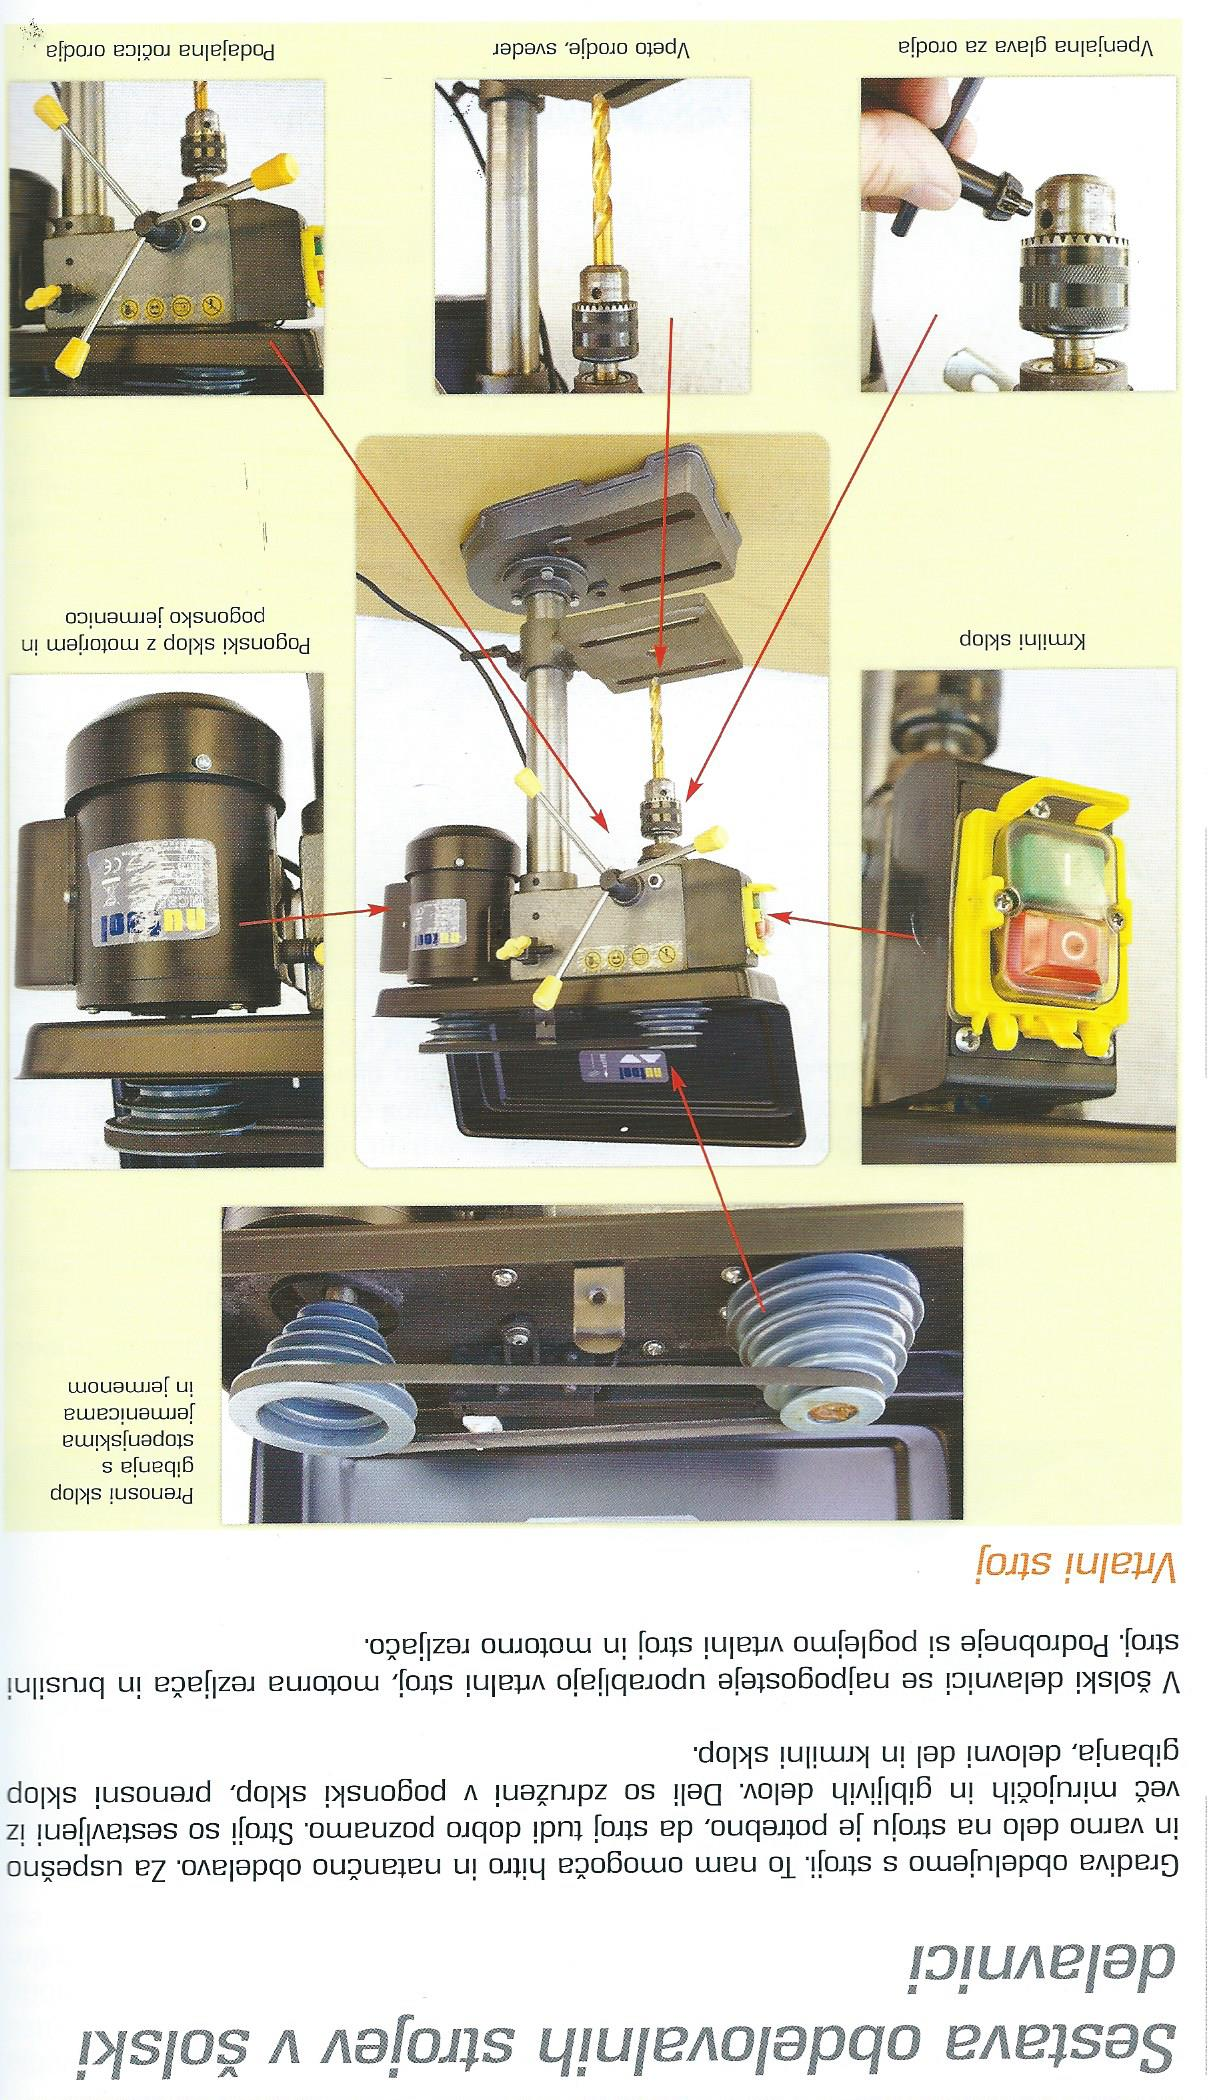 Sestava obdelovalnih strojev v šolski
delavnici
Gradiva obdelujemo s stroji. To nam omogoča hitro in natančno obdelavo. Za uspešno
in varno delo na stroju je potrebno, da stroj tudi dobro poznamo. Stroji so sestavljeni iz
več mirujočih in gibljivih delov. Deli so združeni v pogonski sklop, prenosni sklop
gibanja, delovni del in krmilni sklop.
V šolski delavnici se najpogosteje uporabljajo vrtalni stroj, motorna rezljača in brusilni
stroj. Podrobneje si poglejmo vrtalni stroj in motorno rezljačo.
Vrtalni stroj
Prenosni sklop
gibanja s
stopenjskima
jermenicama
in jermenom
nutool
Krmilni sklop
nutool
Pogonski sklop z motorjem in
pogonsko jermenico
nutool
Vpenjalna glava za orodja
Vpeto orodje, sveder
Podajalna ročica orodja